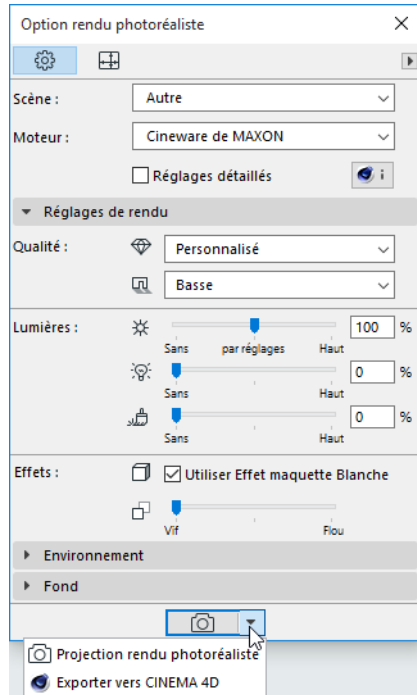 Option rendu photoréaliste
Scène :
Autre
Moteur :
Cineware de MAXON
Réglages détaillés
i
Réglages de rendu
Qualité :
Personnalisé
Basse
Lumières :
100 %
Sans par réglages Haut
0 %
Sans Haut
0 %
Sans Haut
Effets :
Utiliser Effet maquette Blanche
Vif Flou
Environnement
Fond
Projection rendu photoréaliste
Exporter vers CINEMA 4D